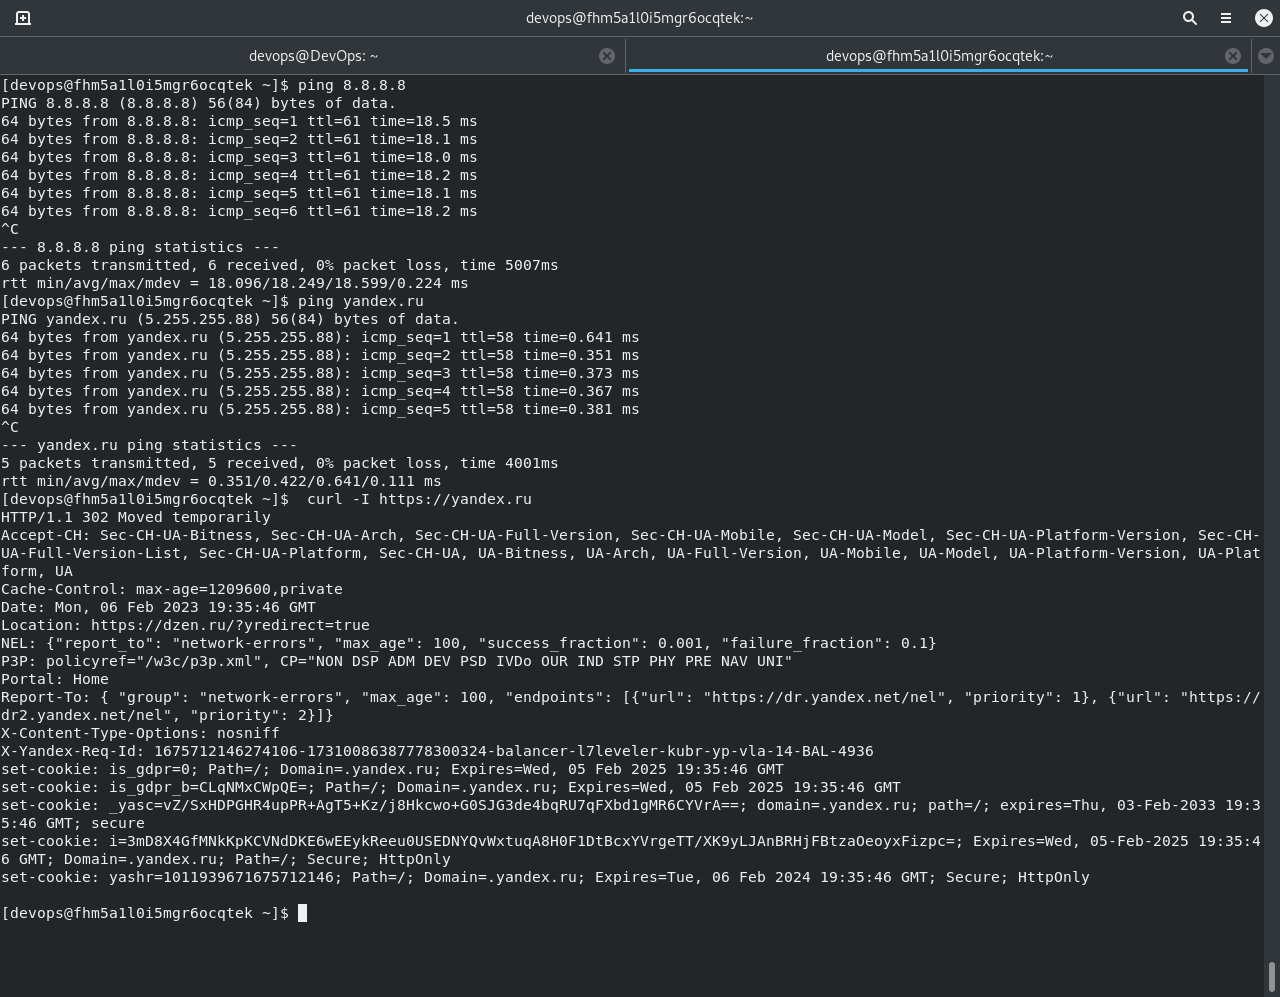 devops@fhm5a1l0i5mgr6ocqtek:~
devops@DevOps: ~
devops@fhm5a1l0i5mgr6ocqtek:~
[devops@fhm5a1l0i5mgr6ocqtek ~]$ ping 8.8.8.8
PING 8.8.8.8 (8.8.8.8) 56(84) bytes of data.
64 bytes from 8.8.8.8: icmp_seq=1 ttl=61 time=18.5 ms
64 bytes from 8.8.8.8: icmp_seq=2 ttl=61 time=18.1 ms
64 bytes from 8.8.8.8: icmp_seq=3 ttl=61 time=18.0 ms
64 bytes from 8.8.8.8: icmp_seq=4 ttl=61 time=18.2 ms
64 bytes from 8.8.8.8: icmp_seq=5 ttl=61 time=18.1 ms
64 bytes from 8.8.8.8: icmp_seq=6 ttl=61 time=18.2 ms
^C
--- 8.8.8.8 ping statistics ---
6 packets transmitted, 6 received, 0% packet loss, time 5007ms
rtt min/avg/max/mdev = 18.096/18.249/18.599/0.224 ms
[devops@fhm5a1l0i5mgr6ocqtek ~]$ ping yandex.ru
PING yandex.ru (5.255.255.88) 56(84) bytes of data.
64 bytes from yandex.ru (5.255.255.88): icmp_seq=1 ttl=58 time=0.641 ms
64 bytes from yandex.ru (5.255.255.88): icmp_seq=2 ttl=58 time=0.351 ms
64 bytes from yandex.ru (5.255.255.88): icmp_seq=3 ttl=58 time=0.373 ms
64 bytes from yandex.ru (5.255.255.88): icmp_seq=4 ttl=58 time=0.367 ms
64 bytes from yandex.ru (5.255.255.88): icmp_seq=5 ttl=58 time=0.381 ms
^C
--- yandex.ru ping statistics ---
5 packets transmitted, 5 received, 0% packet loss, time 4001ms
rtt min/avg/max/mdev = 0.351/0.422/0.641/0.111 ms
[devops@fhm5a1l0i5mgr6ocqtek ~]$  curl -I https://yandex.ru
HTTP/1.1 302 Moved temporarily
Accept-CH: Sec-CH-UA-Bitness, Sec-CH-UA-Arch, Sec-CH-UA-Full-Version, Sec-CH-UA-Mobile, Sec-CH-UA-Model, Sec-CH-UA-Platform-Version, Sec-CH-
UA-Full-Version-List, Sec-CH-UA-Platform, Sec-CH-UA, UA-Bitness, UA-Arch, UA-Full-Version, UA-Mobile, UA-Model, UA-Platform-Version, UA-Plat
form, UA
Cache-Control: max-age=1209600,private
Date: Mon, 06 Feb 2023 19:35:46 GMT
Location: https://dzen.ru/?yredirect=true
NEL: {"report_to": "network-errors", "max_age": 100, "success_fraction": 0.001, "failure_fraction": 0.1}
P3P: policyref="/w3c/p3p.xml", CP="NON DSP ADM DEV PSD IVDo OUR IND STP PHY PRE NAV UNI"
Portal: Home
Report-To: { "group": "network-errors", "max_age": 100, "endpoints": [{"url": "https://dr.yandex.net/nel", "priority": 1}, {"url": "https://
dr2.yandex.net/nel", "priority": 2}]}
X-Content-Type-Options: nosniff
X-Yandex-Req-Id: 1675712146274106-17310086387778300324-balancer-l7leveler-kubr-yp-vla-14-BAL-4936
set-cookie: is_gdpr=0; Path=/; Domain=.yandex.ru; Expires=Wed, 05 Feb 2025 19:35:46 GMT
set-cookie: is_gdpr_b=CLqNMxCWpQE=; Path=/; Domain=.yandex.ru; Expires=Wed, 05 Feb 2025 19:35:46 GMT
set-cookie: _yasc=vZ/SxHDPGHR4upPR+AgT5+Kz/j8Hkcwo+G0SJG3de4bqRU7qFXbd1gMR6CYVrA==; domain=.yandex.ru; path=/; expires=Thu, 03-Feb-2033 19:3
5:46 GMT; secure
set-cookie: i=3mD8X4GfMNkKpKCVNdDKE6wEEykReeu0USEDNYQvWxtuqA8H0F1DtBcxYVrgeTT/XK9yLJAnBRHjFBtzaOeoyxFizpc=; Expires=Wed, 05-Feb-2025 19:35:4
6 GMT; Domain=.yandex.ru; Path=/; Secure; HttpOnly
set-cookie: yashr=1011939671675712146; Path=/; Domain=.yandex.ru; Expires=Tue, 06 Feb 2024 19:35:46 GMT; Secure; HttpOnly
[devops@fhm5a1l0i5mgr6ocqtek ~]$